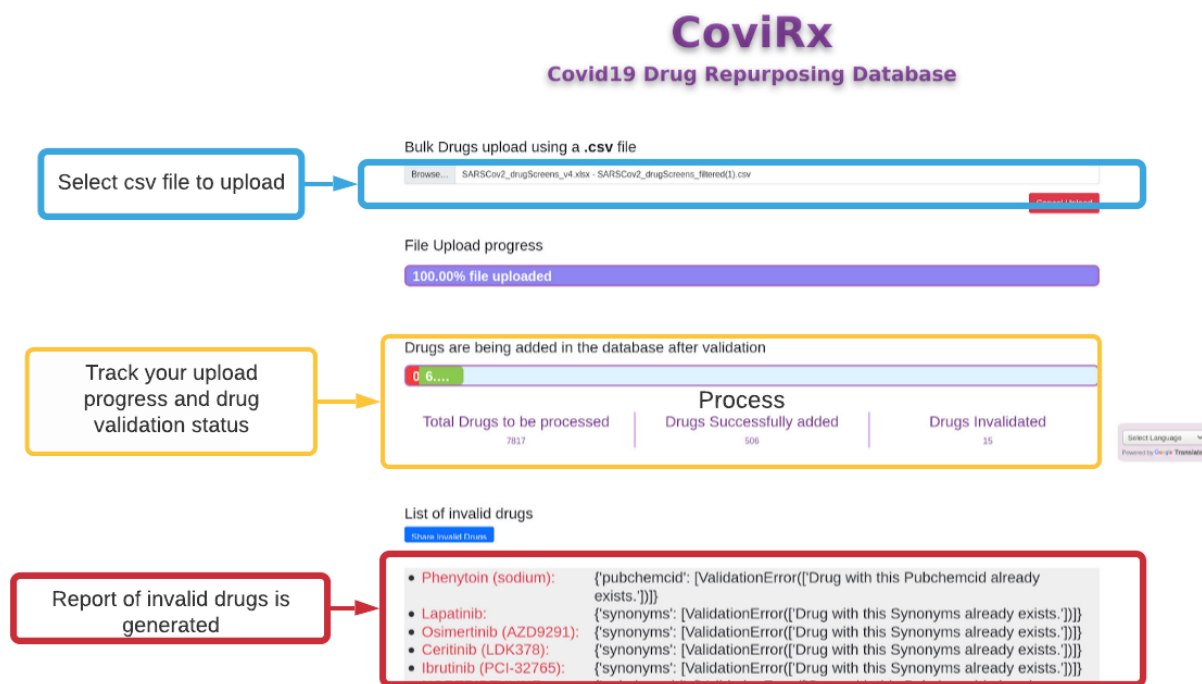 CoviRx
Covid19 Drug Repurposing Database
Bulk Drugs upload using a .csv file
Select csv file to upload
Browse... SARSCov2_drugScreens_v4.xlsx - SARSCov2_drugScreens_filtered(1).csv
Cancel Upload
File Upload progress
100.00% file uploaded
Drugs are being added in the database after validation
Track your upload
progress and drug
validation status
0 6....
Process
Total Drugs to be processed Drugs Successfully added Drugs Invalidated
7817 506 15
Select Language
Powered by Google Translate
List of invalid drugs
Share Invalid Drugs
Report of invalid drugs is
generated
• Phenytoin (sodium): {'pubchemcid': [ValidationError(['Drug with this Pubchemcid already
exists.'])]}
• Lapatinib: {'synonyms': [ValidationError(['Drug with this Synonyms already exists.'])]}
• Osimertinib (AZD9291): {'synonyms': [ValidationError(['Drug with this Synonyms already exists.'])]}
• Ceritinib (LDK378): {'synonyms': [ValidationError(['Drug with this Synonyms already exists.'])]}
• Ibrutinib (PCI-32765): {'synonyms': [ValidationError(['Drug with this Synonyms already exists.'])]}